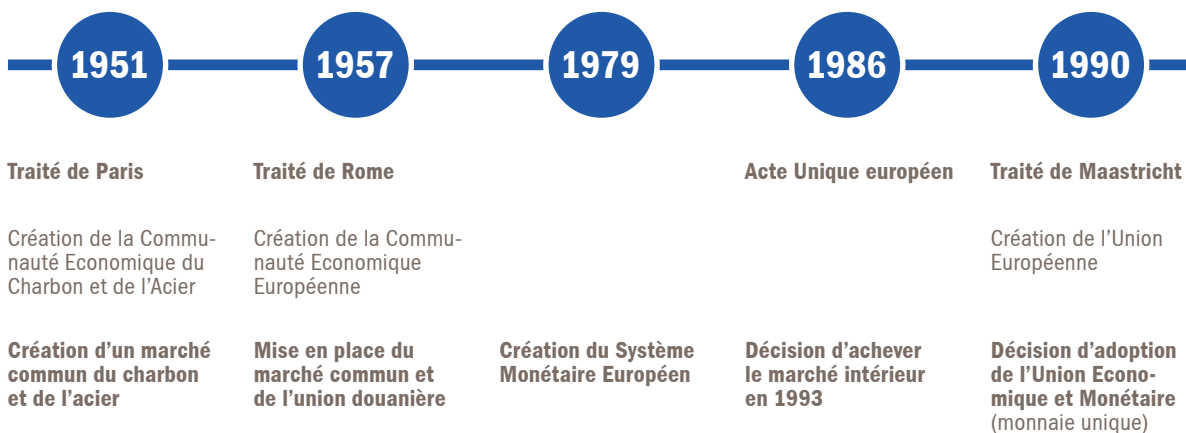 1951
1957
1979
1986
1990
Traité de Paris
Traité de Rome
Acte Unique européen
Traité de Maastricht
Création de la Commu-
nauté Economique du
Charbon et de l’Acier
Création de la Commu-
nauté Economique
Européenne
Création de l’Union
Européenne
Création d’un marché
commun du charbon
et de l’acier
Mise en place du
marché commun et
de l’union douanière
Création du Système
Monétaire Européen
Décision d’achever
le marché intérieur
en 1993
Décision d’adoption
de l’Union Econo-
mique et Monétaire
(monnaie unique)